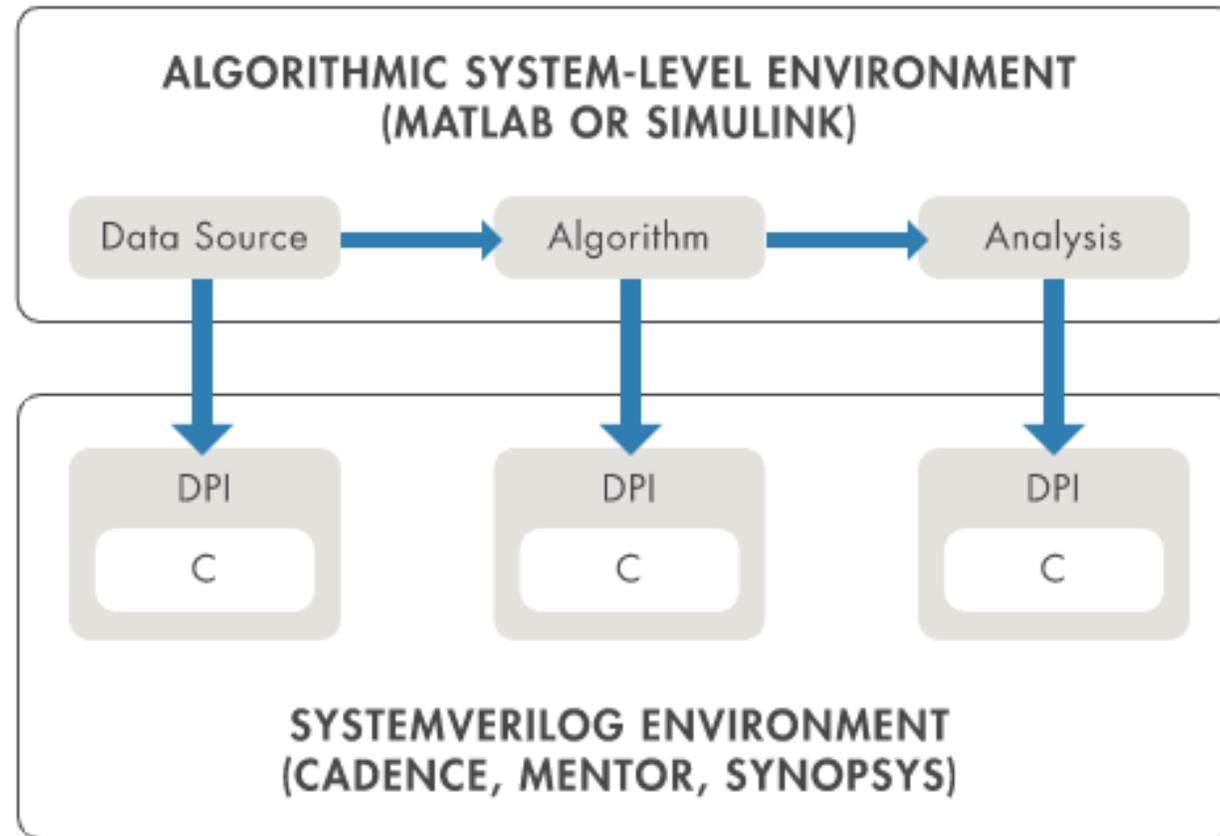 ALGORITHMIC SYSTEM-LEVEL ENVIRONMENT
(MATLAB OR SIMULINK)
Data Source
Algorithm
Analysis
DPI
C
DPI
C
DPI
C
SYSTEMVERILOG ENVIRONMENT
(CADENCE, MENTOR, SYNOPSYS)